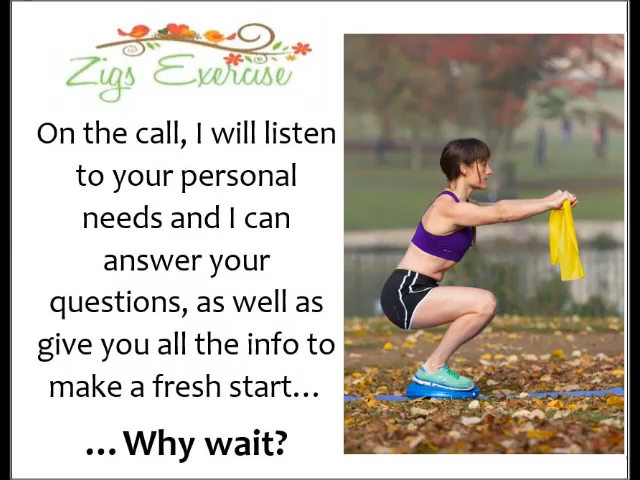 Zigs Exercise
On the call, I will listen
to your personal
needs and I can
answer your
questions, as well as
give you all the info to
make a fresh start…
…Why wait?